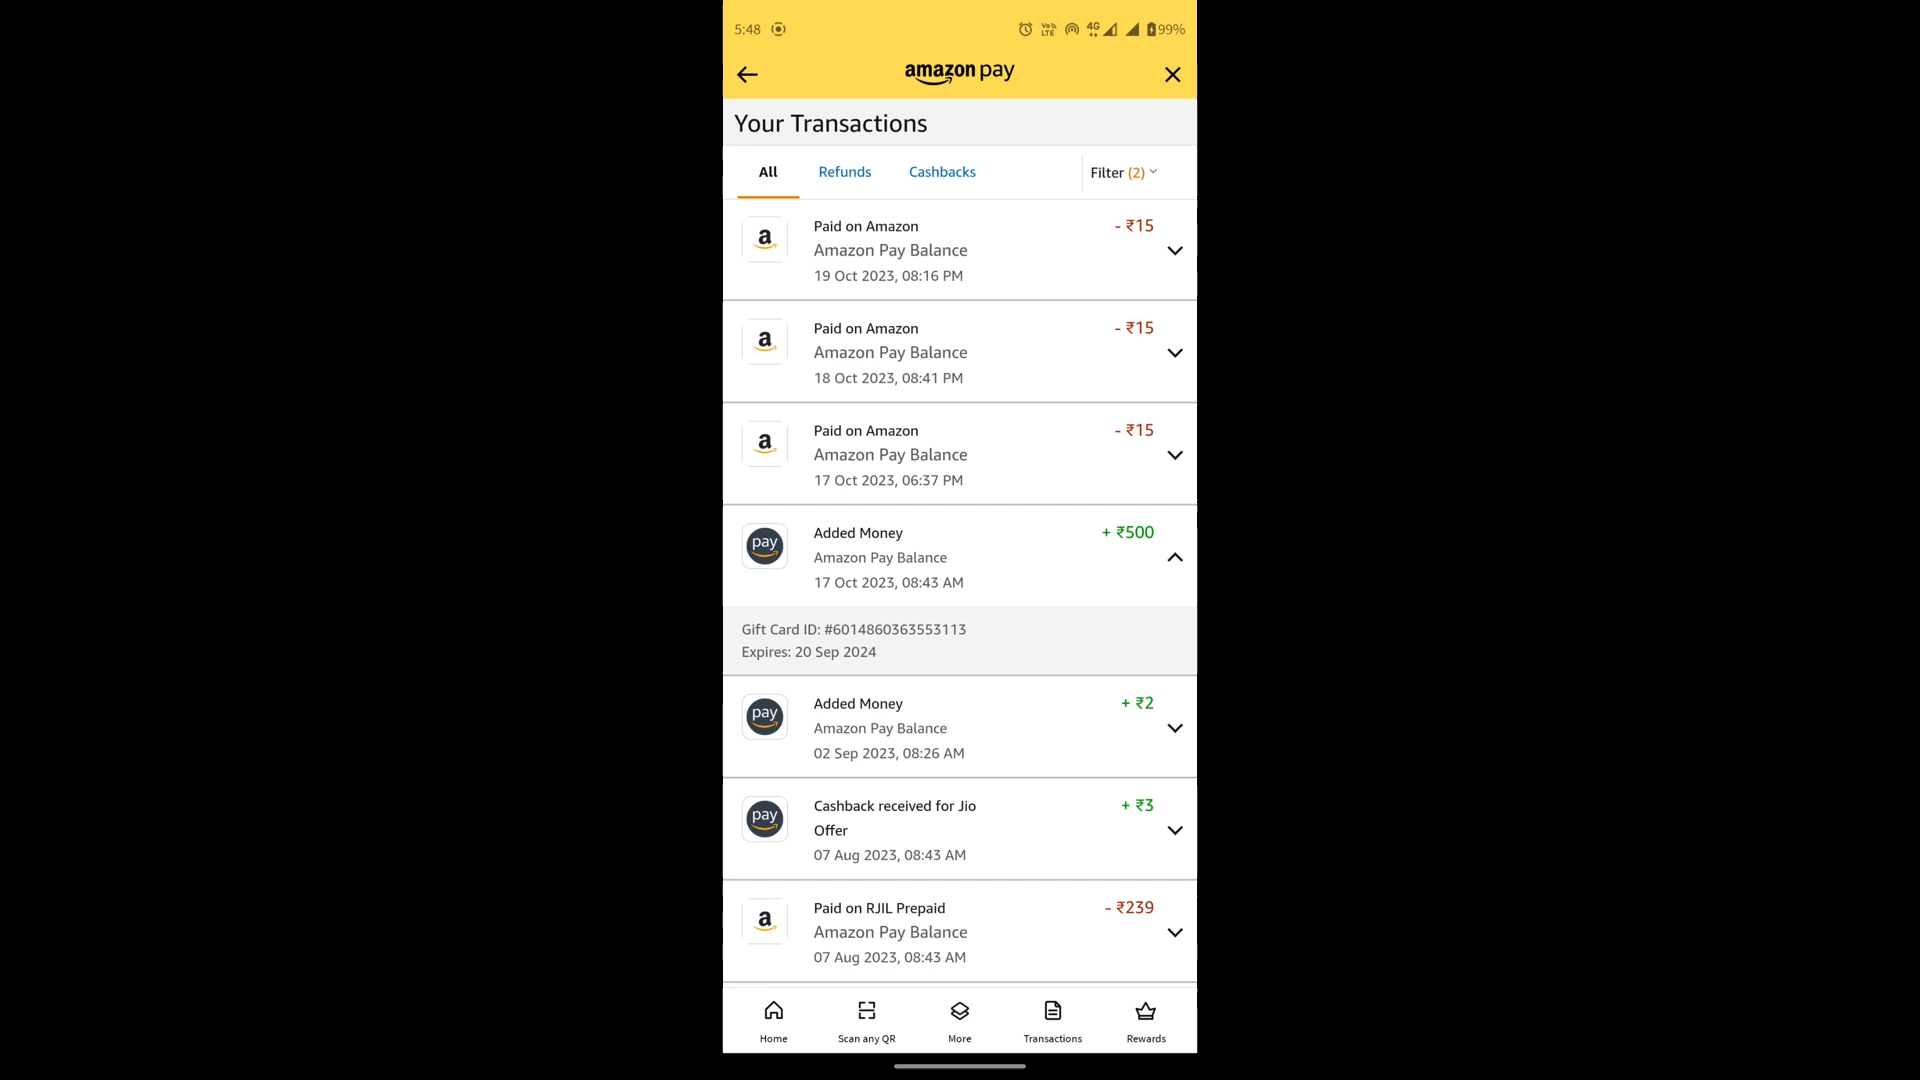 5:48
Vo LTE 4G 99%
amazon pay
Your Transactions
All Refunds Cashbacks Filter (2)
a Paid on Amazon - ₹15
Amazon Pay Balance
19 Oct 2023, 08:16 PM
a Paid on Amazon - ₹15
Amazon Pay Balance
18 Oct 2023, 08:41 PM
a Paid on Amazon - ₹15
Amazon Pay Balance
17 Oct 2023, 06:37 PM
pay Added Money + ₹500
Amazon Pay Balance
17 Oct 2023, 08:43 AM
Gift Card ID: #6014860363553113
Expires: 20 Sep 2024
pay Added Money + ₹2
Amazon Pay Balance
02 Sep 2023, 08:26 AM
pay Cashback received for Jio + ₹3
Offer
07 Aug 2023, 08:43 AM
a Paid on RJIL Prepaid - ₹239
Amazon Pay Balance
07 Aug 2023, 08:43 AM
Home Scan any QR More Transactions Rewards